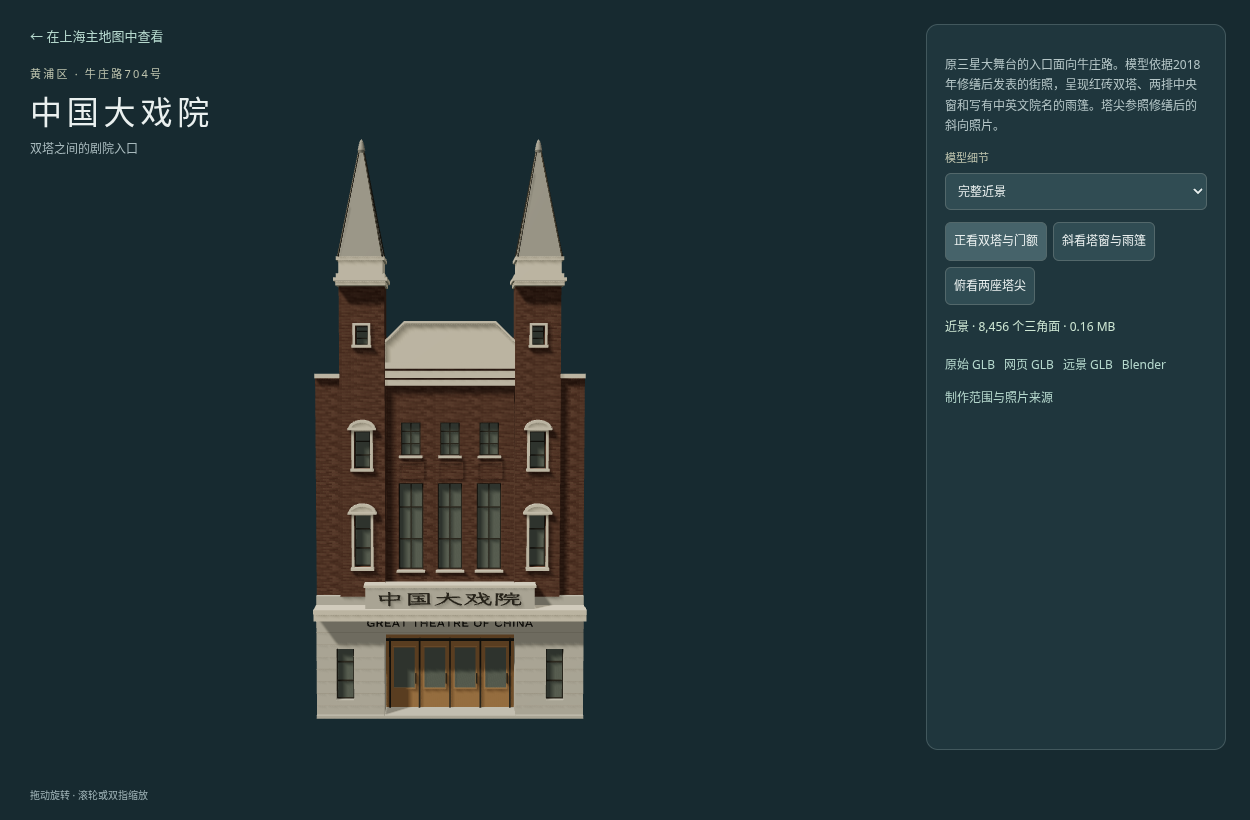 ← 在上海主地图中查看
黄浦区 · 牛庄路704号
中国大戏院
双塔之间的剧院入口
中国大戏院
GREAT THEATRE OF CHINA
拖动旋转 · 滚轮或双指缩放
原三星大舞台的入口面向牛庄路。模型依据2018
年修缮后发表的街照，呈现红砖双塔、两排中央
窗和写有中英文院名的雨篷。塔尖参照修缮后的
斜向照片。
模型细节
完整近景
正看双塔与门额 斜看塔窗与雨篷
俯看两座塔尖
近景 · 8,456 个三角面 · 0.16 MB
原始 GLB 网页 GLB 远景 GLB Blender
制作范围与照片来源